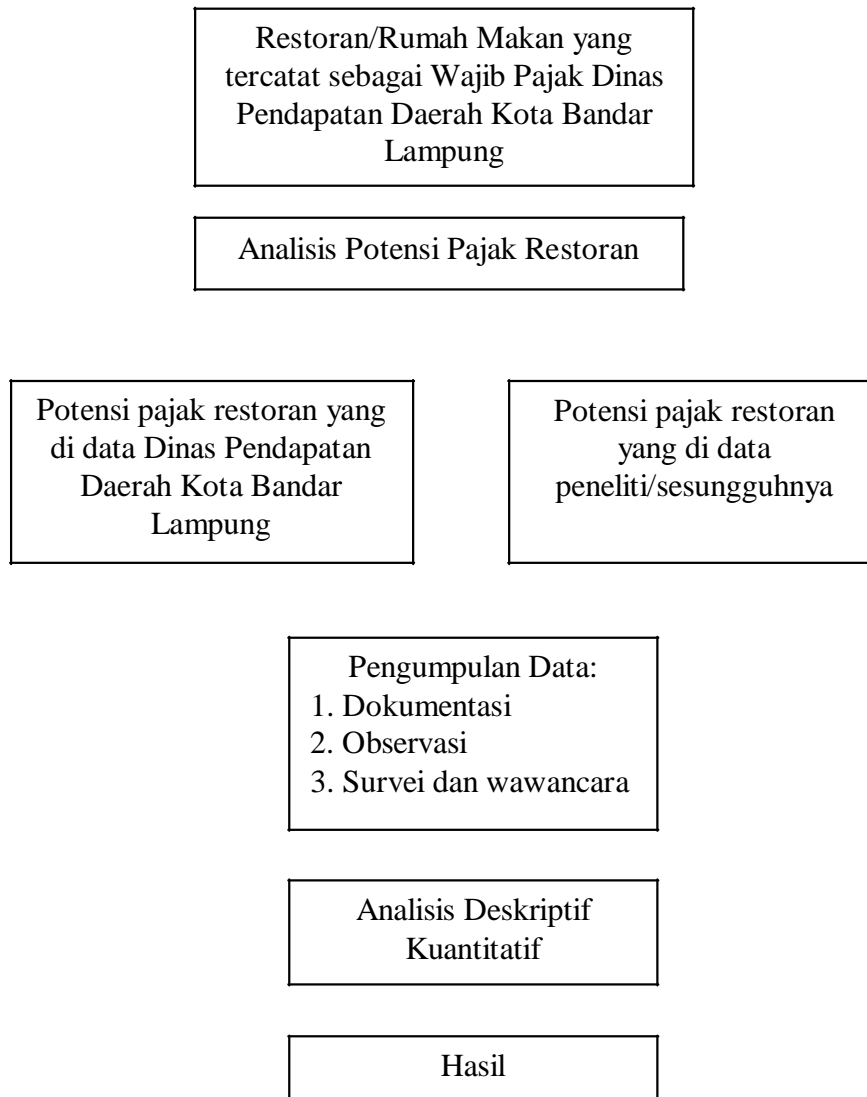 Restoran/Rumah Makan yang
tercatat sebagai Wajib Pajak Dinas
Pendapatan Daerah Kota Bandar
Lampung
Analisis Potensi Pajak Restoran
Potensi pajak restoran yang
di data Dinas Pendapatan
Daerah Kota Bandar
Lampung
Potensi pajak restoran
yang di data
peneliti/sesungguhnya
Pengumpulan Data:
1. Dokumentasi
2. Observasi
3. Survei dan wawancara
Analisis Deskriptif
Kuantitatif
Hasil